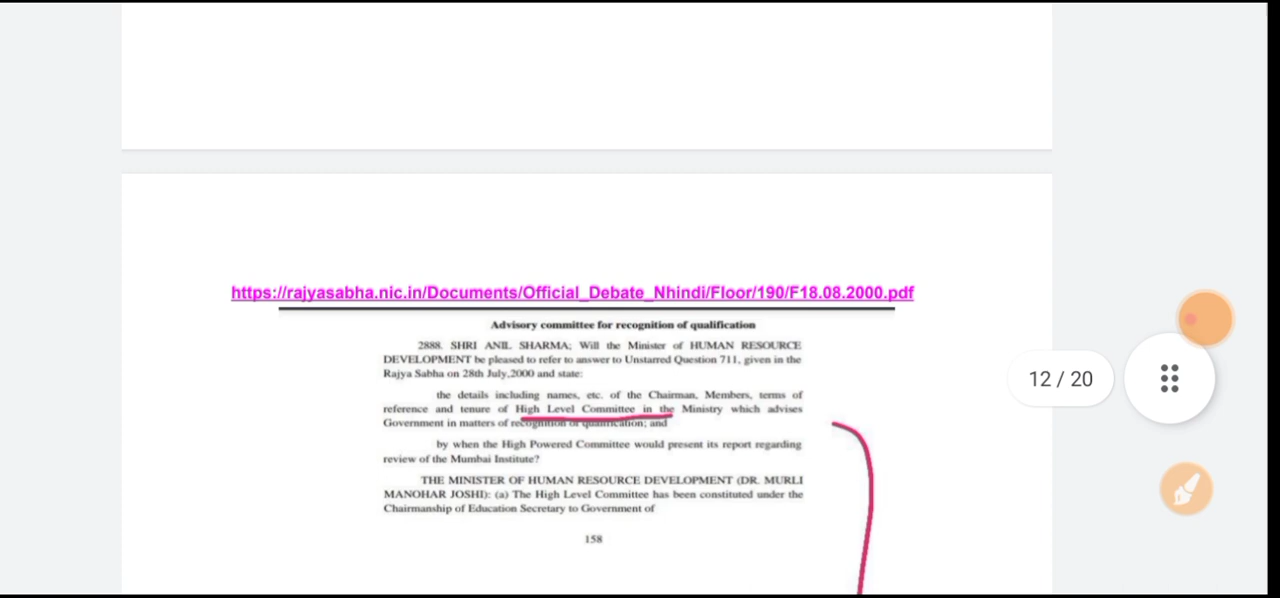 https://rajyasabha.nic.in/Documents/Official_Debate_Nhindi/Floor/190/F18.08.2000.pdf
Advisory committee for recognition of qualification
2888. SHRI ANIL SHARMA; Will the Minister of HUMAN RESOURCE
DEVELOPMENT be pleased to refer to answer to Unstarred Question 711, given in the
Rajya Sabha on 28th July,2000 and state:
the details including names, etc. of the Chairman, Members, terms of
reference and tenure of High Level Committee in the Ministry which advises
Government in matters of recognition of qualification; and
by when the High Powered Committee would present its report regarding
review of the Mumbai Institute?
THE MINISTER OF HUMAN RESOURCE DEVELOPMENT (DR. MURLI
MANOHAR JOSHI): (a) The High Level Committee has been constituted under the
Chairmanship of Education Secretary to Government of
158
12 / 20